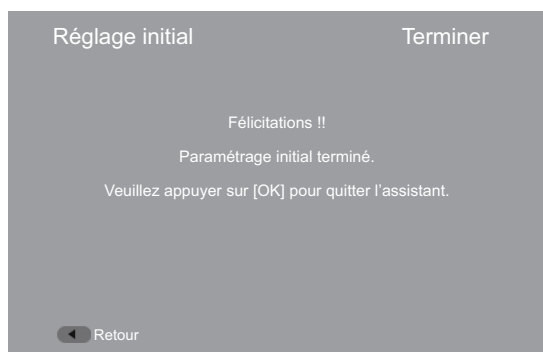 Réglage initial Terminer
Félicitations !!
Paramétrage initial terminé.
Veuillez appuyer sur [OK] pour quitter l’assistant.
Retour